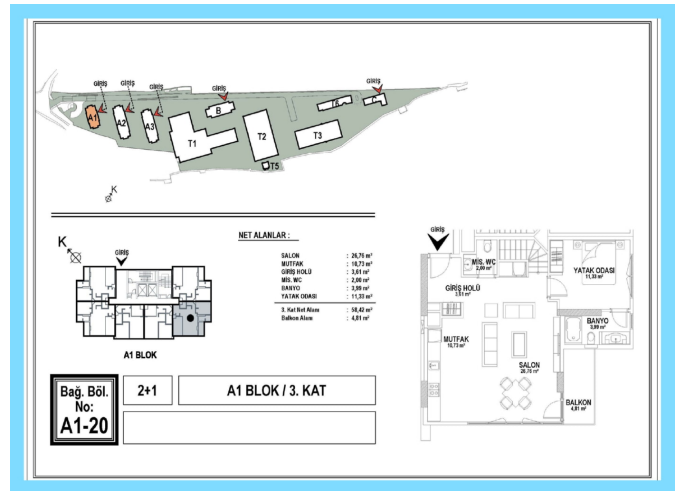 GİRİŞ
GİRİŞ
GİRİŞ
GİRİŞ
GİRİŞ
A1
A2
A3
B
C
T1
T2
T3
T5
K
K
GİRİŞ
A1 BLOK
NET ALANLAR :
SALON : 26,76 m²
MUTFAK : 10,73 m²
GİRİŞ HOLÜ : 3,61 m²
MİS. WC : 2,00 m²
BANYO : 3,99 m²
YATAK ODASI : 11,33 m²
3. Kat Net Alanı : 58,42 m²
Balkon Alanı : 4,81 m²
GİRİŞ
MİS. WC
2,00 m²
YATAK ODASI
11,33 m²
GİRİŞ HOLÜ
3,61 m²
BANYO
3,99 m²
MUTFAK
10,73 m²
SALON
26,76 m²
BALKON
4,81 m²
Bağ. Böl.
No:
A1-20
2+1
A1 BLOK / 3. KAT